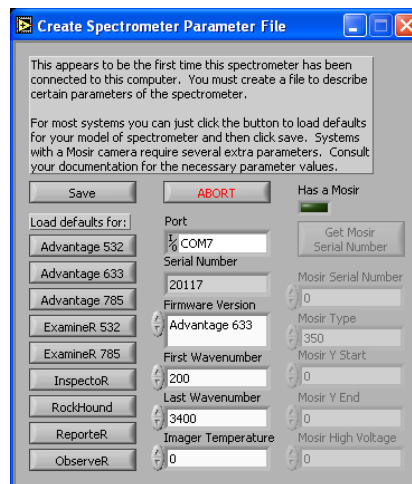 Create Spectrometer Parameter File
This appears to be the first time this spectrometer has been
connected to this computer.  You must create a file to describe
certain parameters of the spectrometer.
For most systems you can just click the button to load defaults
for your model of spectrometer and then click save.  Systems
with a Mosir camera require several extra parameters.  Consult
your documentation for the necessary parameter values.
Save
ABORT
Has a Mosir
Load defaults for:
Advantage 532
Advantage 633
Advantage 785
ExamineR 532
ExamineR 785
InspectoR
RockHound
ReporteR
ObserveR
Port
I/O COM7
Serial Number
20117
Firmware Version
Advantage 633
First Wavenumber
200
Last Wavenumber
3400
Imager Temperature
0
Get Mosir
Serial Number
Mosir Serial Number
0
Mosir Type
350
Mosir Y Start
0
Mosir Y End
0
Mosir High Voltage
0